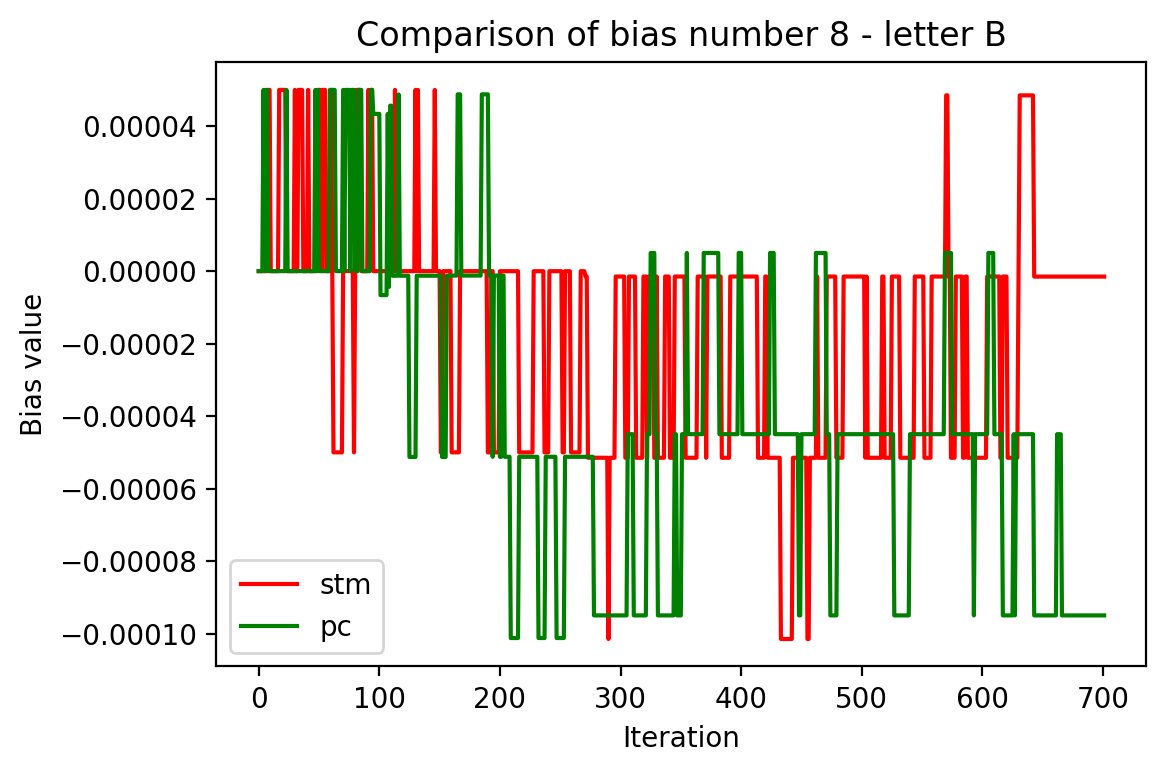 Comparison of bias number 8 - letter B
Bias value
0.00004
0.00002
0.00000
−0.00002
−0.00004
−0.00006
−0.00008
−0.00010
stm
pc
0 100 200 300 400 500 600 700
Iteration